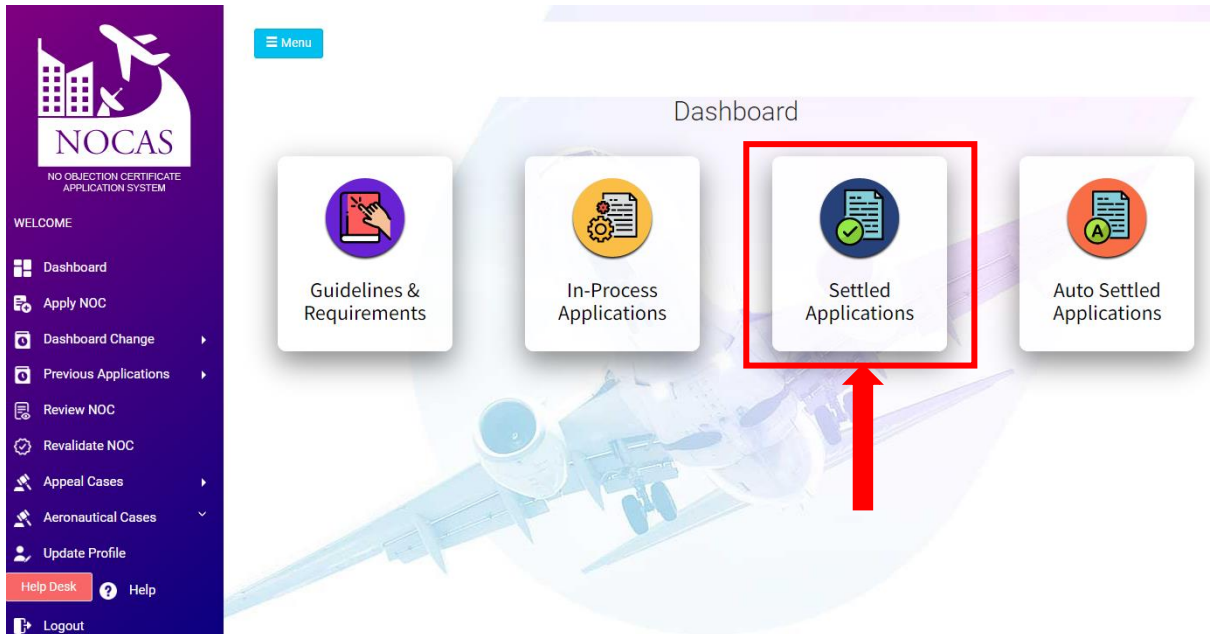 NOCAS
NO OBJECTION CERTIFICATE
APPLICATION SYSTEM
WELCOME
Dashboard
Apply NOC
Dashboard Change
Previous Applications
Review NOC
Revalidate NOC
Appeal Cases
Aeronautical Cases
Update Profile
Help Desk
Help
Logout
Menu
Dashboard
Guidelines &
Requirements
In-Process
Applications
Settled
Applications
A
Auto Settled
Applications